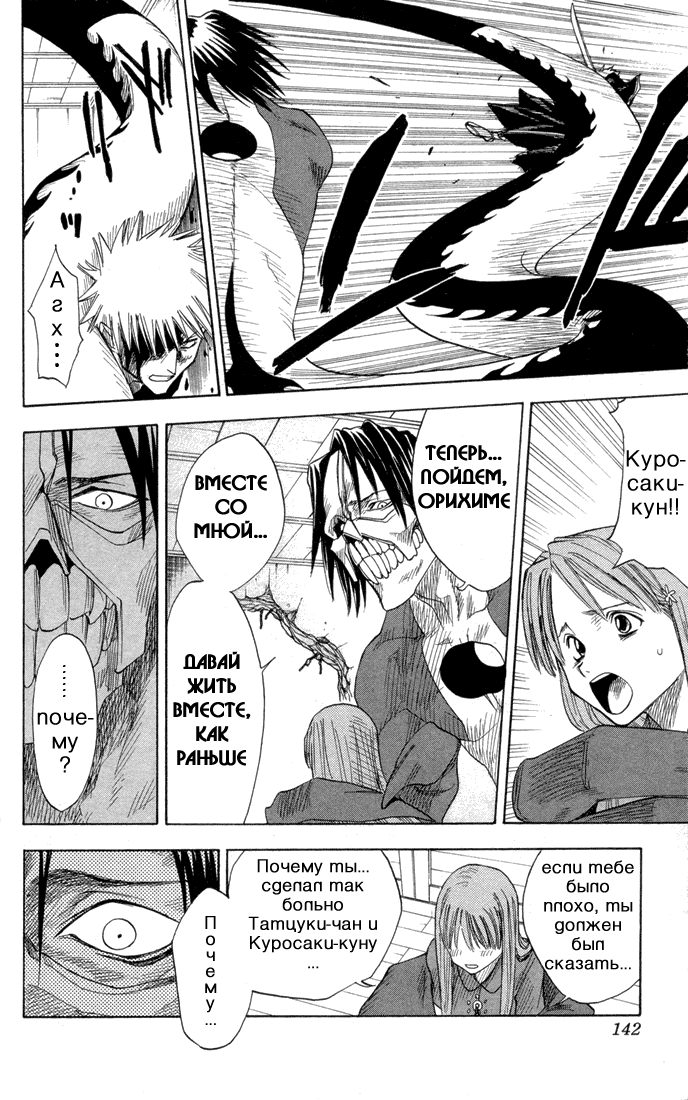 А
г
х
...
Куро-
саки-
кун!!
ТЕПЕРЬ...
ПОЙДЕМ,
ОРИХИМЕ
ВМЕСТЕ
СО
МНОЙ...
ДАВАЙ
ЖИТЬ
ВМЕСТЕ,
КАК
РАНЬШЕ
......
поче-
му
?
если тебе
было
плохо, ты
должен
был
сказать...
Почему ты...
сделал так
больно
Татцуки-чан и
Куросаки-куну
...
П
о
ч
е
м
у
...
142